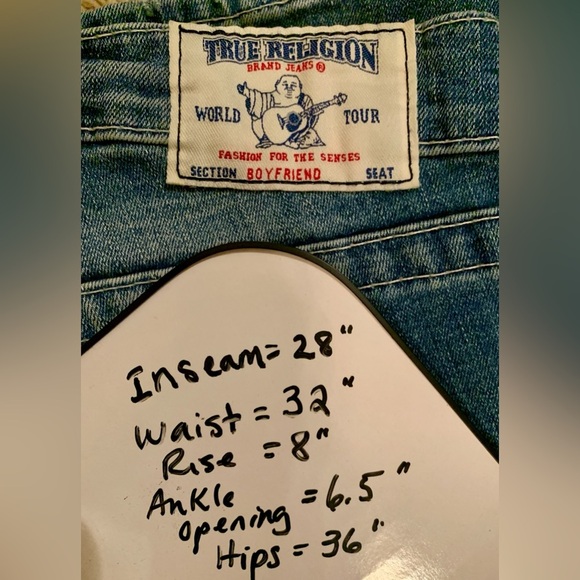 TRUE RELIGION
BRAND JEANS®
WORLD TOUR
FASHION FOR THE SENSES
SECTION BOYFRIEND SEAT
Inseam = 28"
Waist = 32"
Rise = 8"
Ankle
opening = 6.5"
Hips = 36"